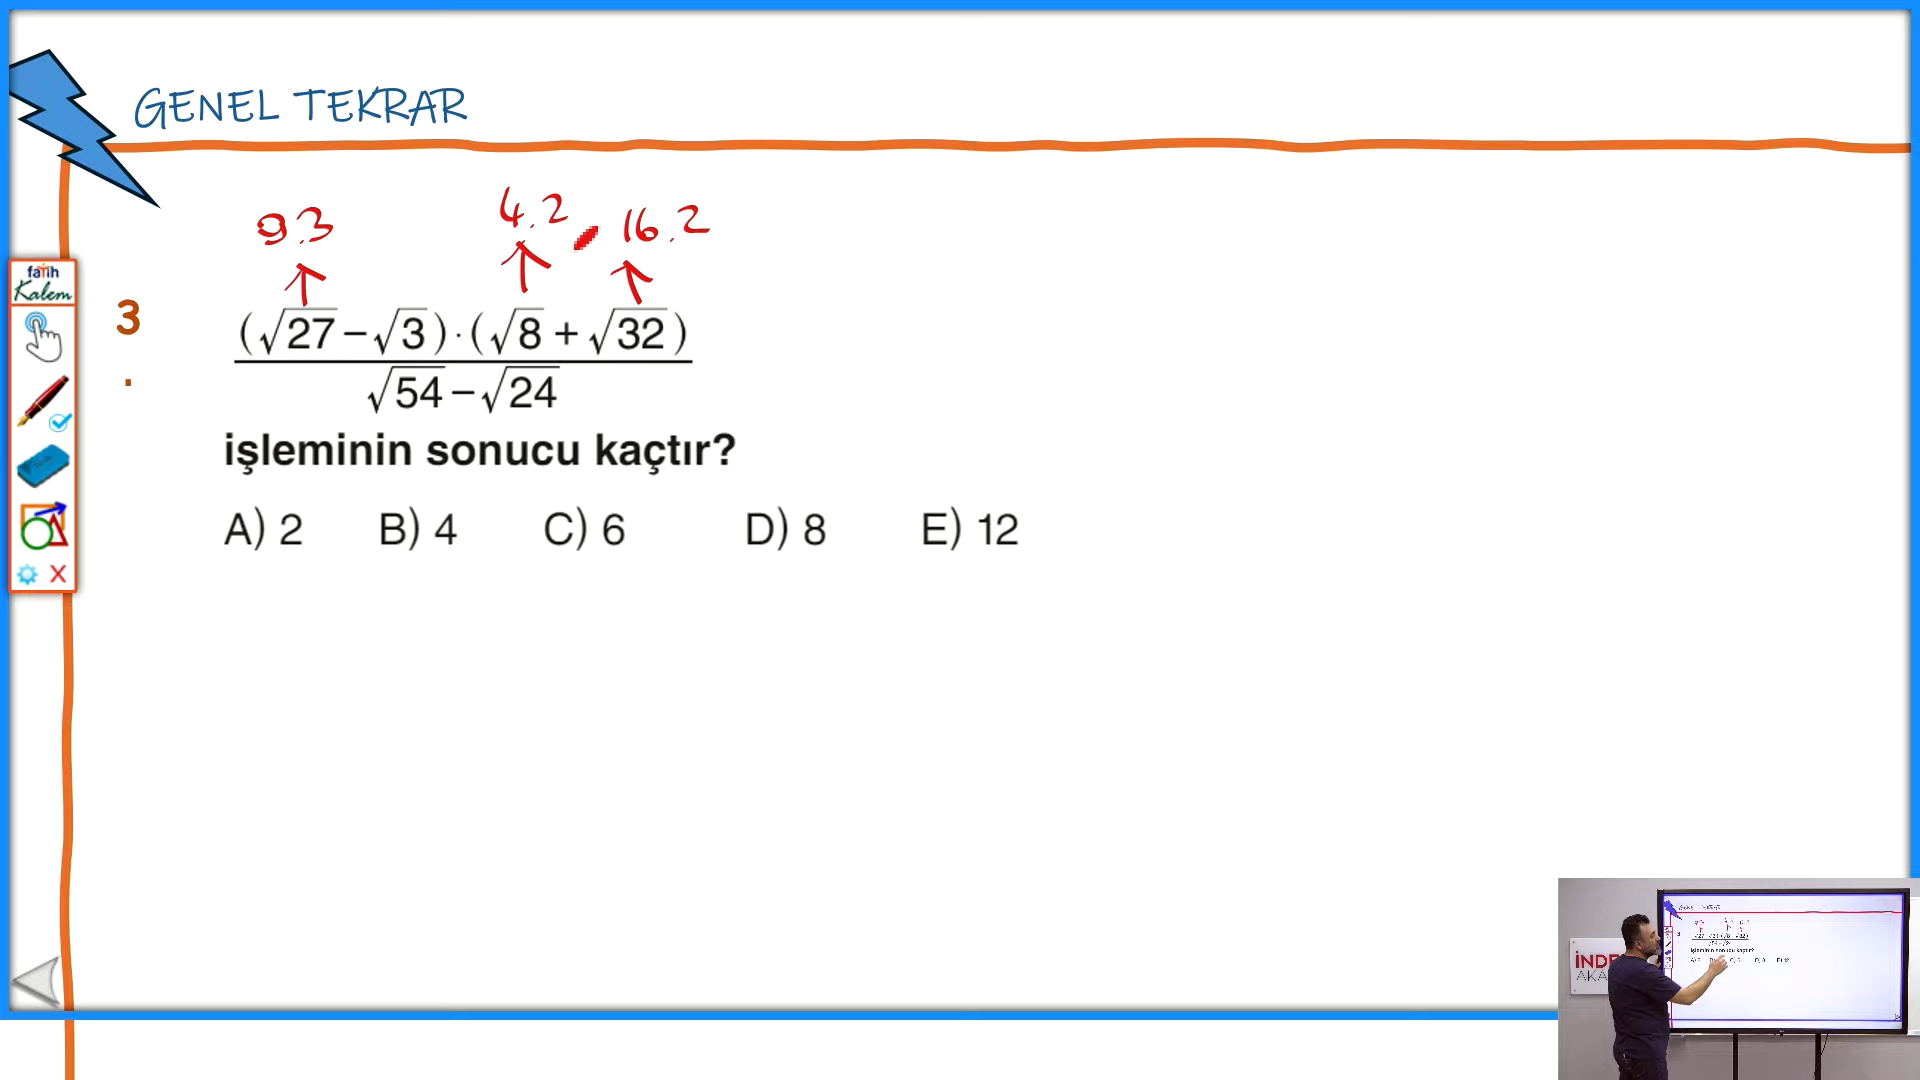 GENEL TEKRAR
9.3 4.2 16.2
fatih
Kalem
3
.
(√27 − √3) · (√8 + √32)
√54 − √24
işleminin sonucu kaçtır?
A) 2 B) 4 C) 6 D) 8 E) 12